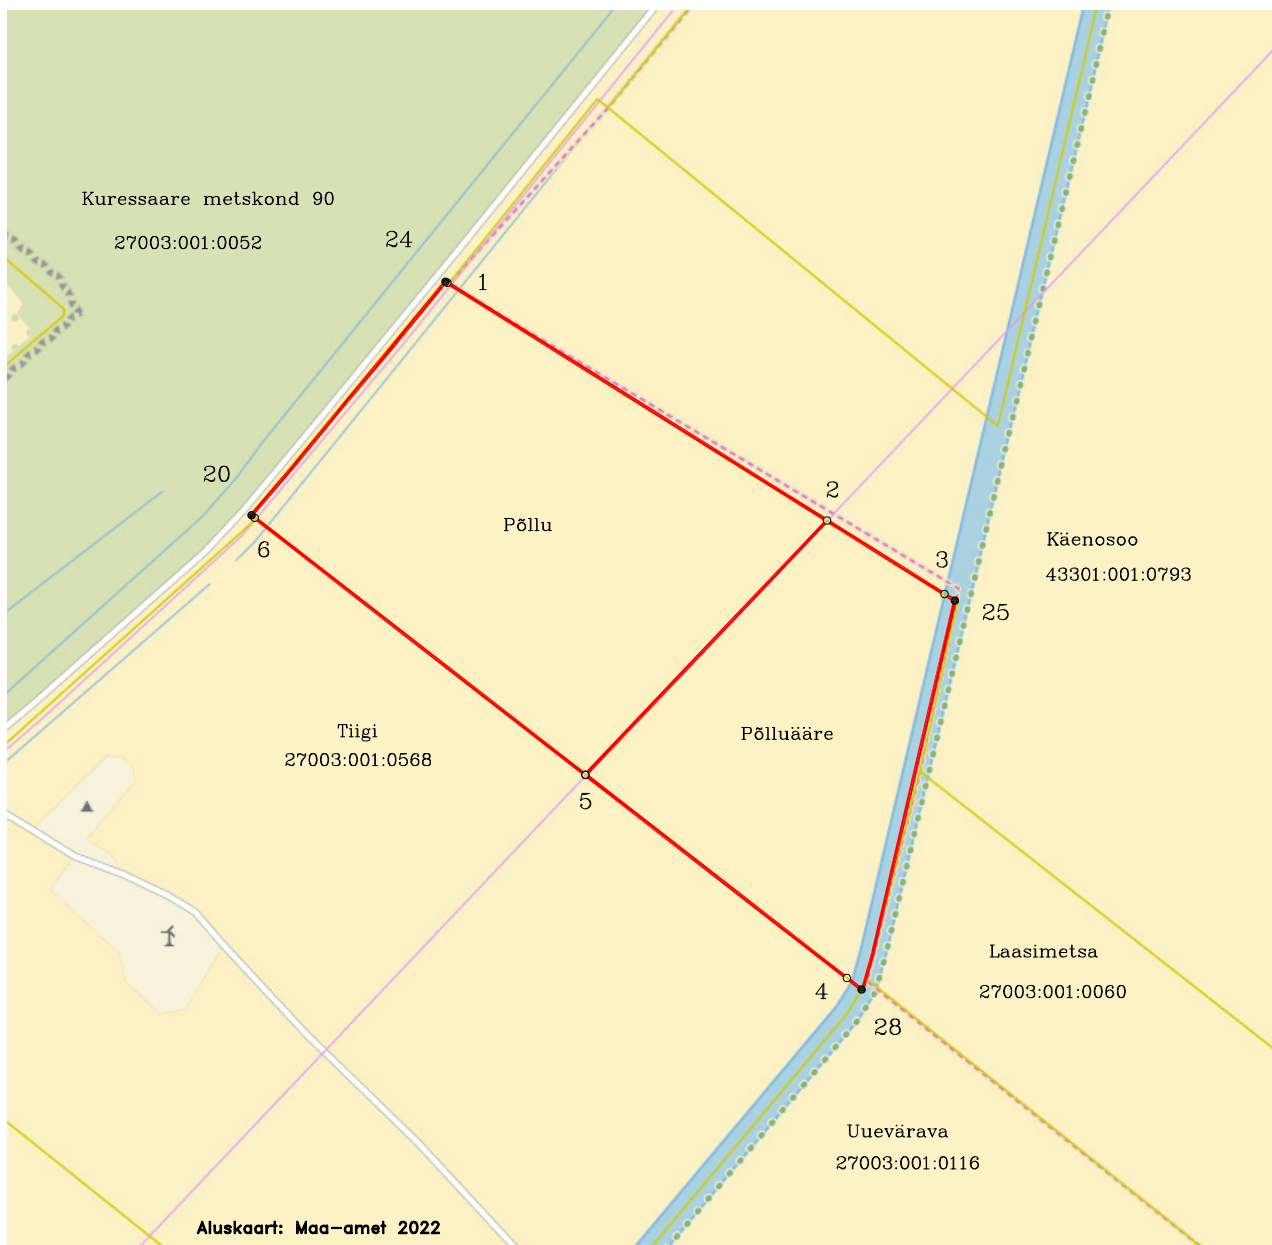 Kuressaare metskond 90
27003:001:0052
24
1
20
6
Põllu
2
3
Käenosoo
43301:001:0793
25
Tiigi
27003:001:0568
Põlluääre
5
4
Laasimetsa
27003:001:0060
28
Uuevärava
27003:001:0116
Aluskaart: Maa-amet 2022